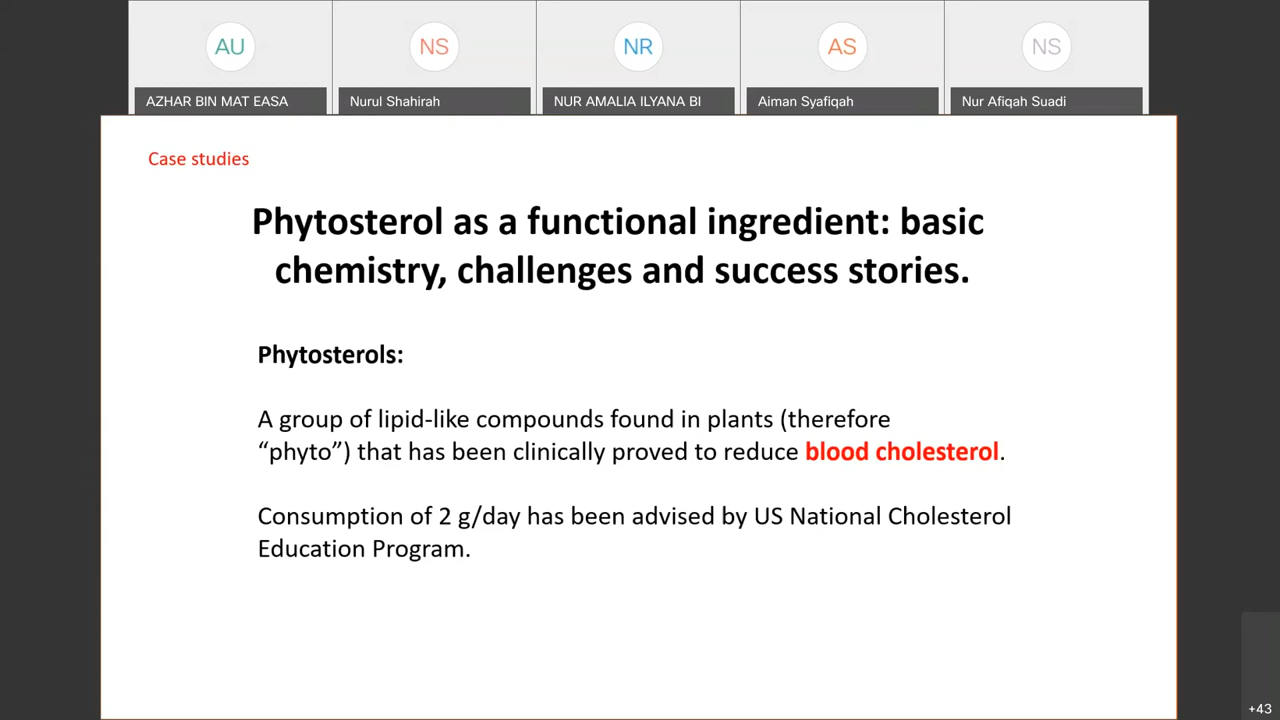 AU
NS
NR
AS
NS
AZHAR BIN MAT EASA
Nurul Shahirah
NUR AMALIA ILYANA BI
Aiman Syafiqah
Nur Afiqah Suadi
Case studies
Phytosterol as a functional ingredient: basic
chemistry, challenges and success stories.
Phytosterols:
A group of lipid-like compounds found in plants (therefore
“phyto”) that has been clinically proved to reduce blood cholesterol.
Consumption of 2 g/day has been advised by US National Cholesterol
Education Program.
+43